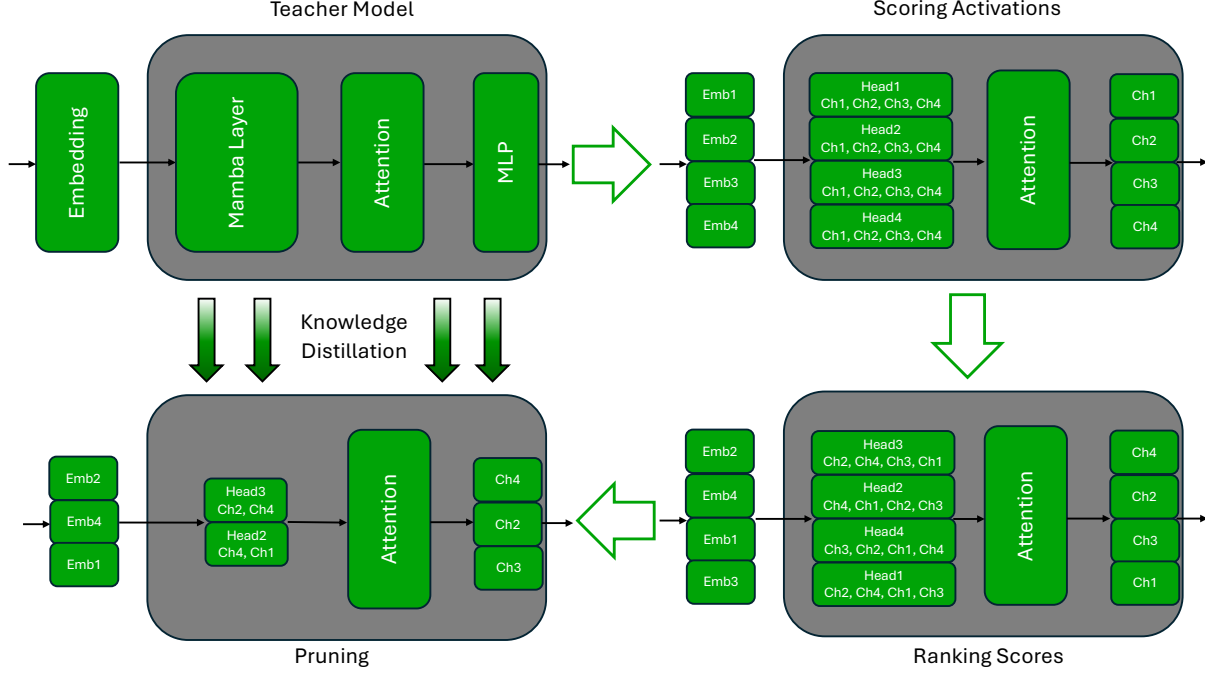 Teacher Model
Embedding
Mamba Layer
Attention
MLP
Scoring Activations
Emb1
Emb2
Emb3
Emb4
Head1
Ch1, Ch2, Ch3, Ch4
Head2
Ch1, Ch2, Ch3, Ch4
Head3
Ch1, Ch2, Ch3, Ch4
Head4
Ch1, Ch2, Ch3, Ch4
Attention
Ch1
Ch2
Ch3
Ch4
Knowledge
Distillation
Emb2
Emb4
Emb1
Head3
Ch2, Ch4
Head2
Ch4, Ch1
Attention
Ch4
Ch2
Ch3
Pruning
Emb2
Emb4
Emb1
Emb3
Head3
Ch2, Ch4, Ch3, Ch1
Head2
Ch4, Ch1, Ch2, Ch3
Head4
Ch3, Ch2, Ch1, Ch4
Head1
Ch2, Ch4, Ch1, Ch3
Attention
Ch4
Ch2
Ch3
Ch1
Ranking Scores